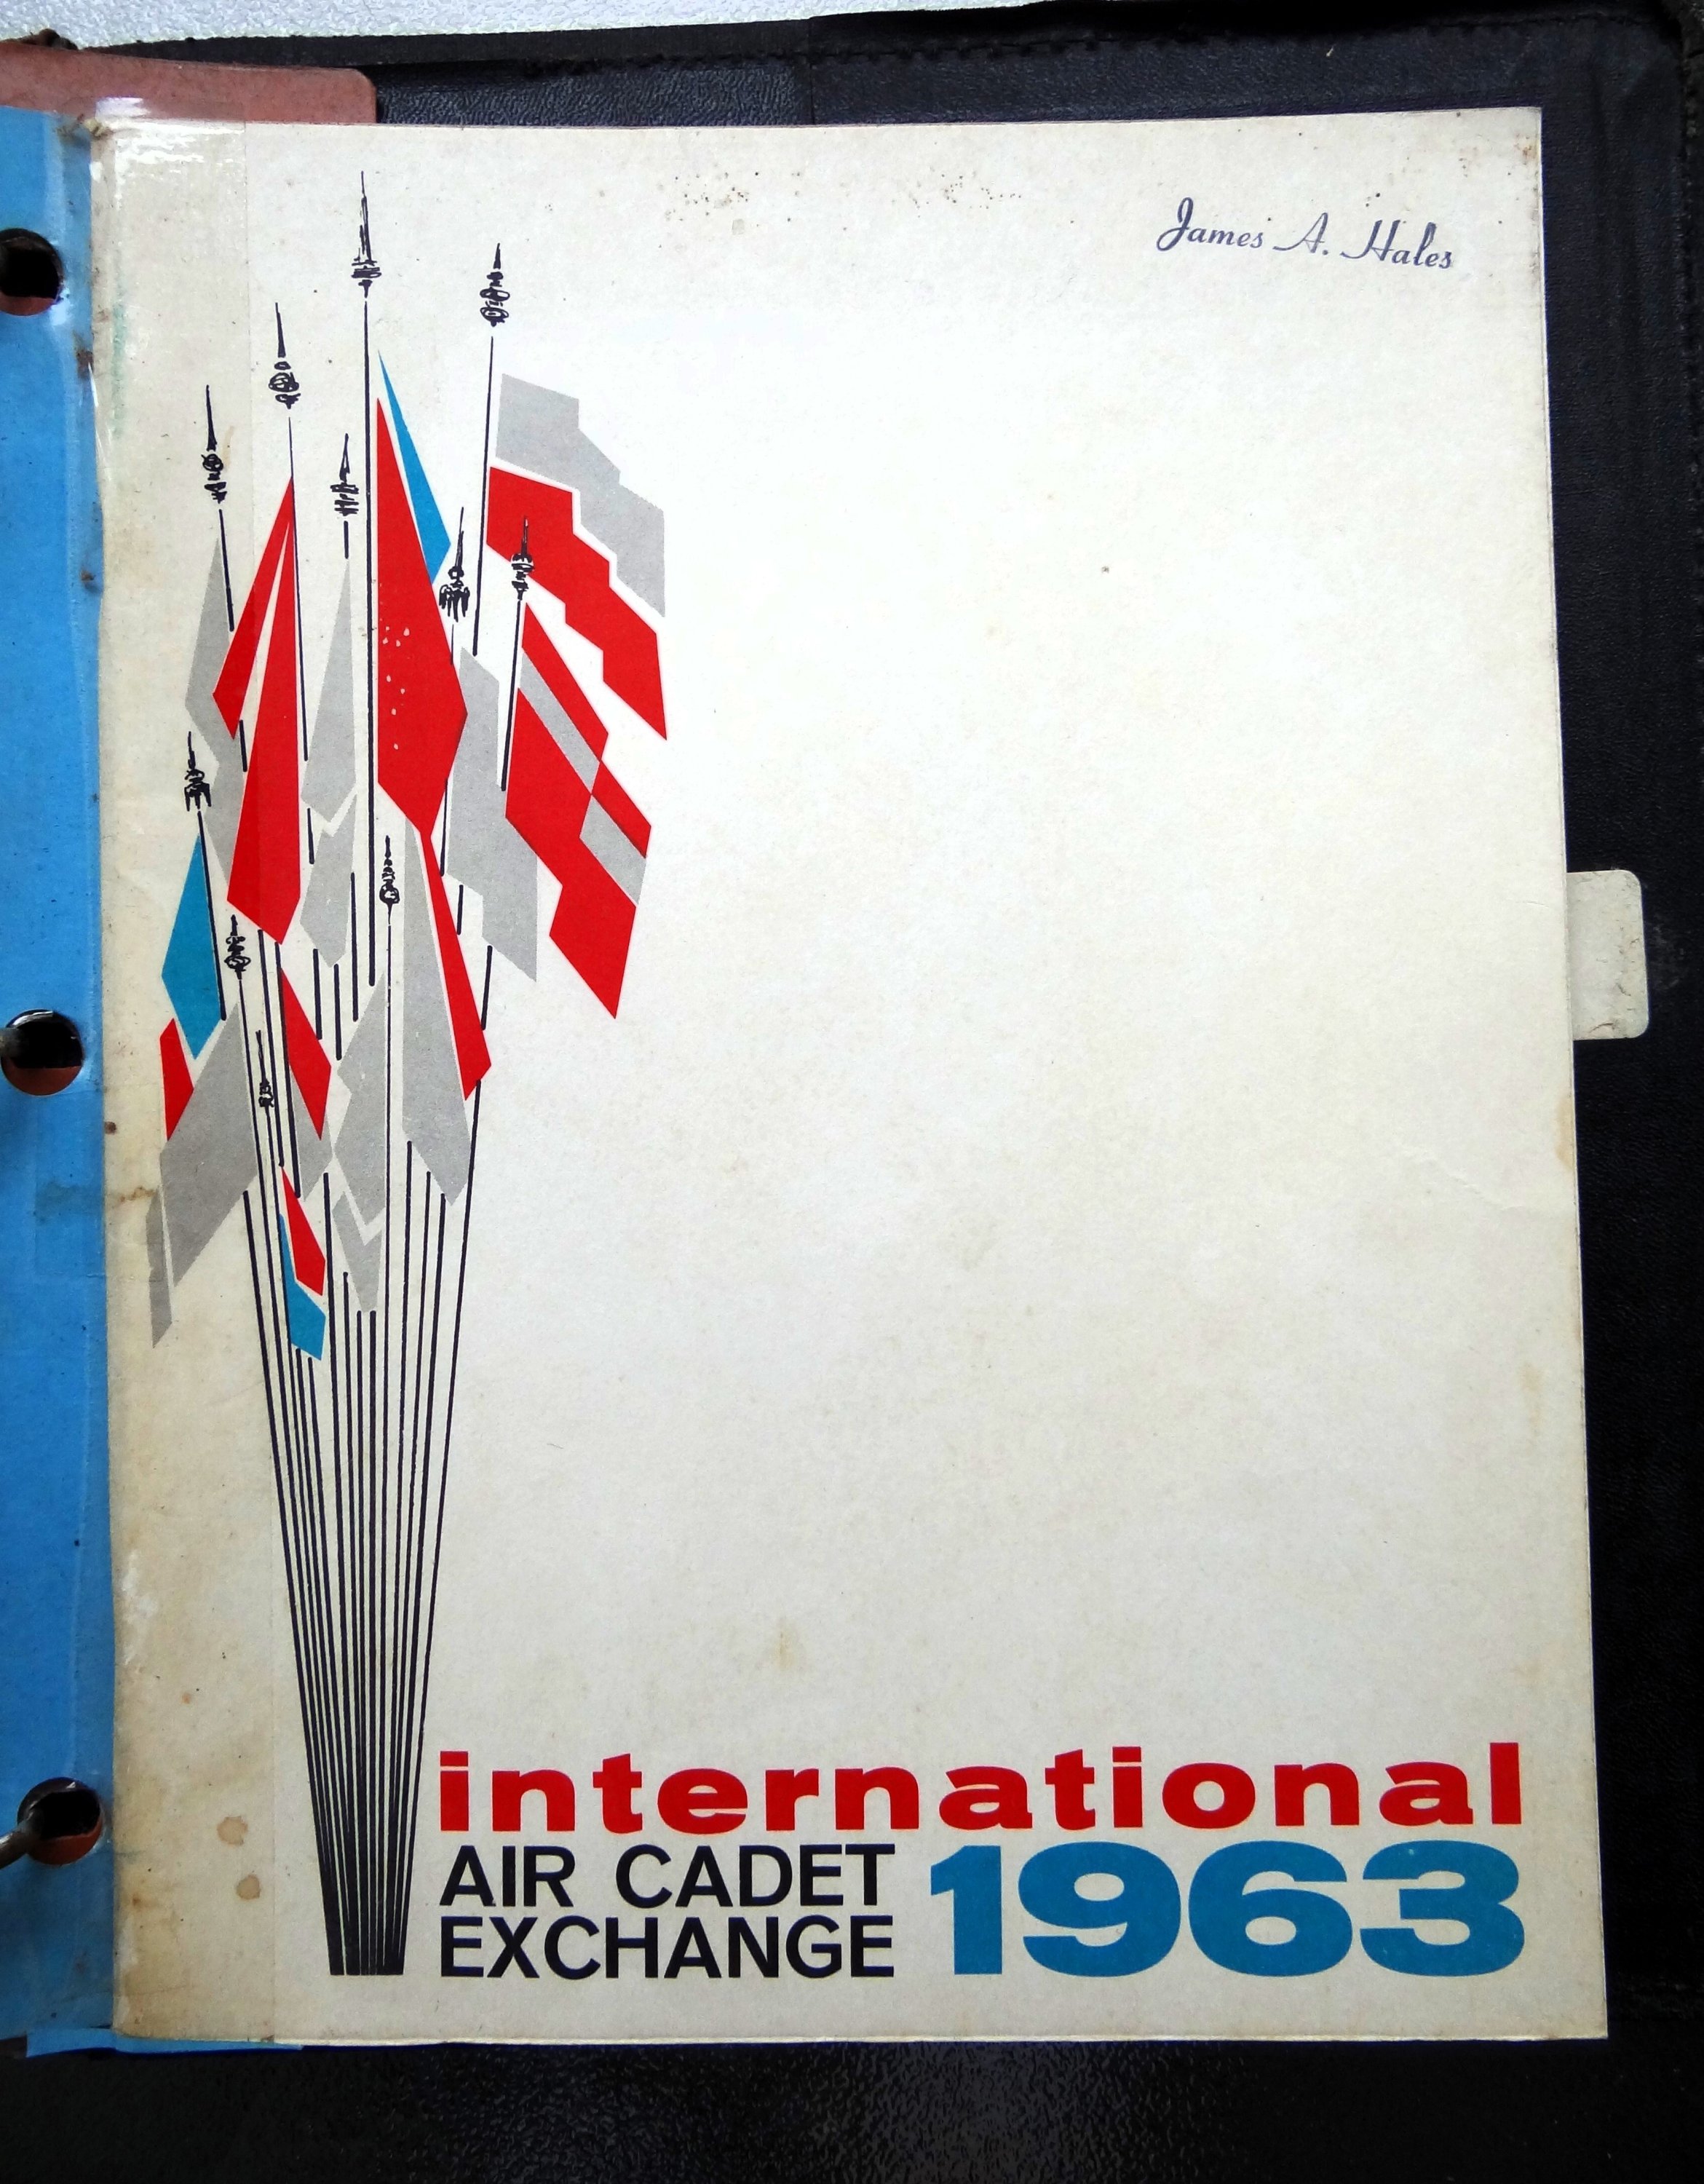 James A. Hales
international
AIR CADET
EXCHANGE
1963